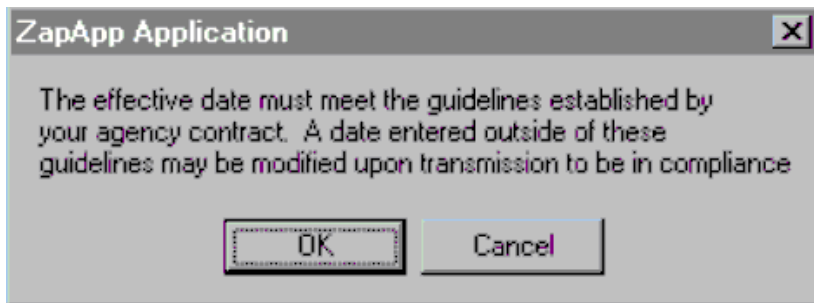 ZapApp Application
The effective date must meet the guidelines established by
your agency contract.  A date entered outside of these
guidelines may be modified upon transmission to be in compliance
OK
Cancel